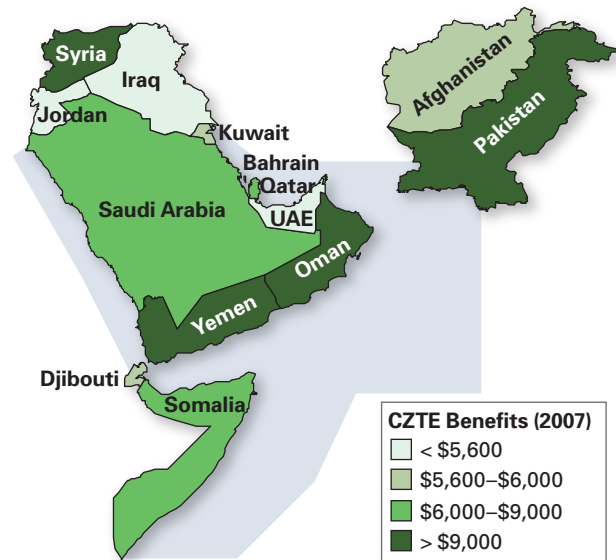 Syria
Iraq
Afghanistan
Jordan
Kuwait
Pakistan
Bahrain
Qatar
Saudi Arabia
UAE
Oman
Yemen
Djibouti
Somalia
CZTE Benefits (2007)
< $5,600
$5,600–$6,000
$6,000–$9,000
> $9,000